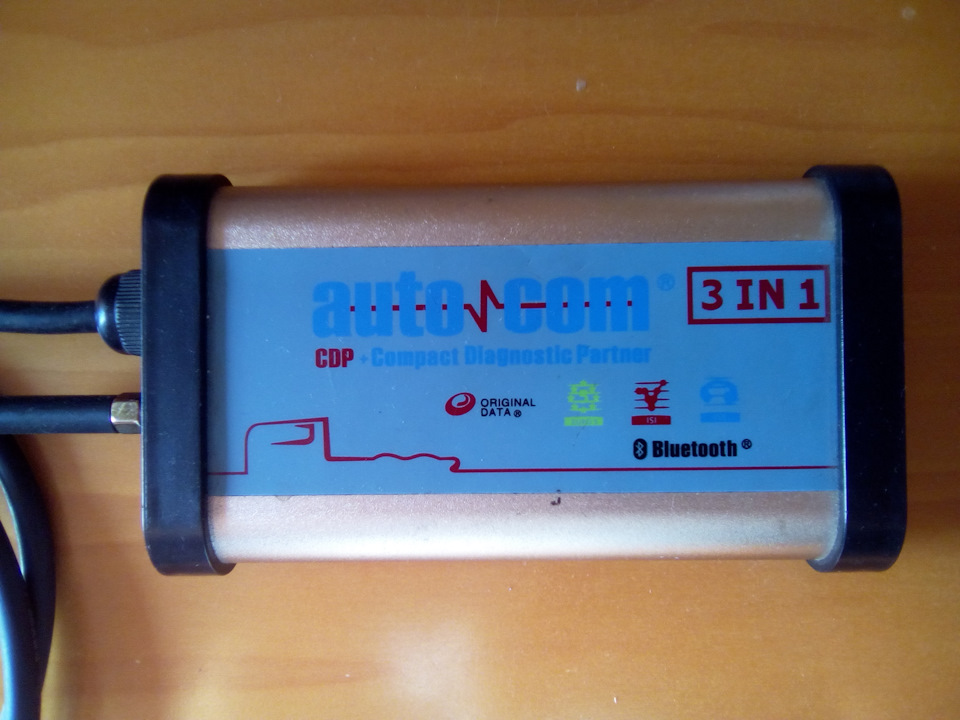 auto com®
3 IN 1
CDP +Compact Diagnostic Partner
ORIGINAL
DATA®
ISI
Bluetooth®